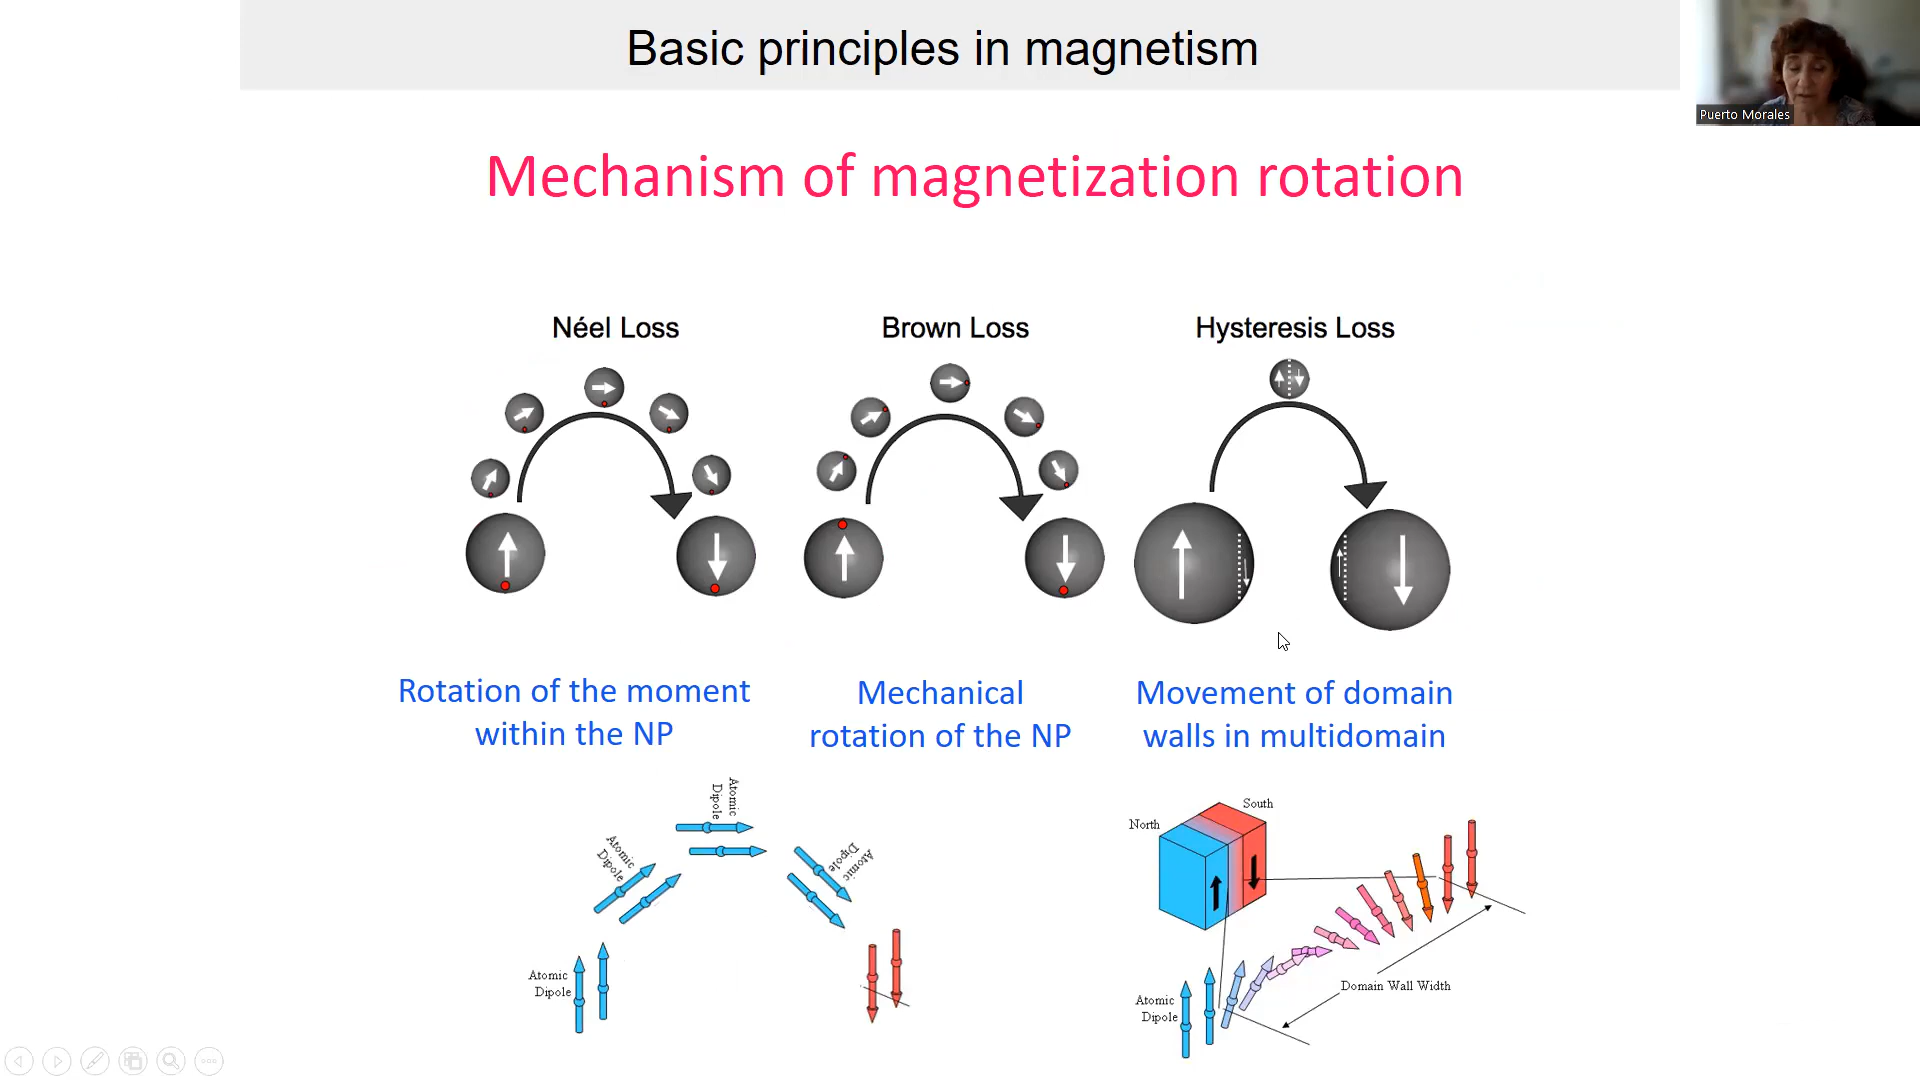 Basic principles in magnetism
Puerto Morales
Mechanism of magnetization rotation
Néel Loss
Brown Loss
Hysteresis Loss
Rotation of the moment
within the NP
Mechanical
rotation of the NP
Movement of domain
walls in multidomain
Atomic
Dipole
Atomic
Dipole
Atomic
Dipole
Atomic
Dipole
South
North
Domain Wall Width
Atomic
Dipole